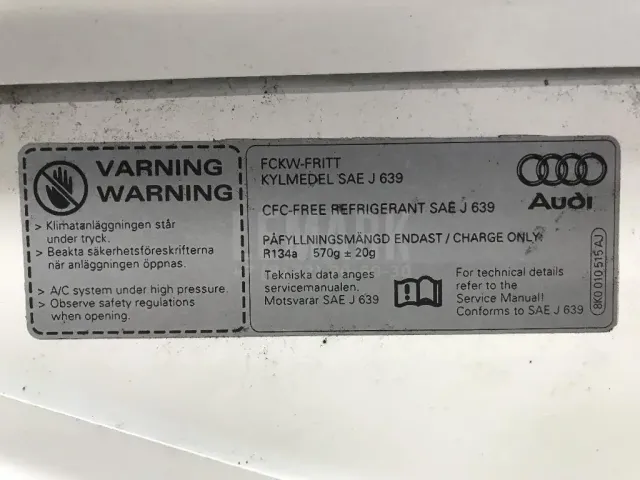 VARNING
WARNING
> Klimatanläggningen står
under tryck.
> Beakta säkerhetsföreskrifterna
när anläggningen öppnas.
> A/C system under high pressure.
> Observe safety regulations
when opening.
FCKW-FRITT
KYLMEDEL SAE J 639
CFC-FREE REFRIGERANT SAE J 639
PÅFYLLNINGSMÄNGD ENDAST / CHARGE ONLY
R134a 570g ± 20g
Tekniska data anges
servicemanualen.
Motsvarar SAE J 639
Audi
For technical details
refer to the
Service Manual!
Conforms to SAE J 639
8K0 010 515 AJ